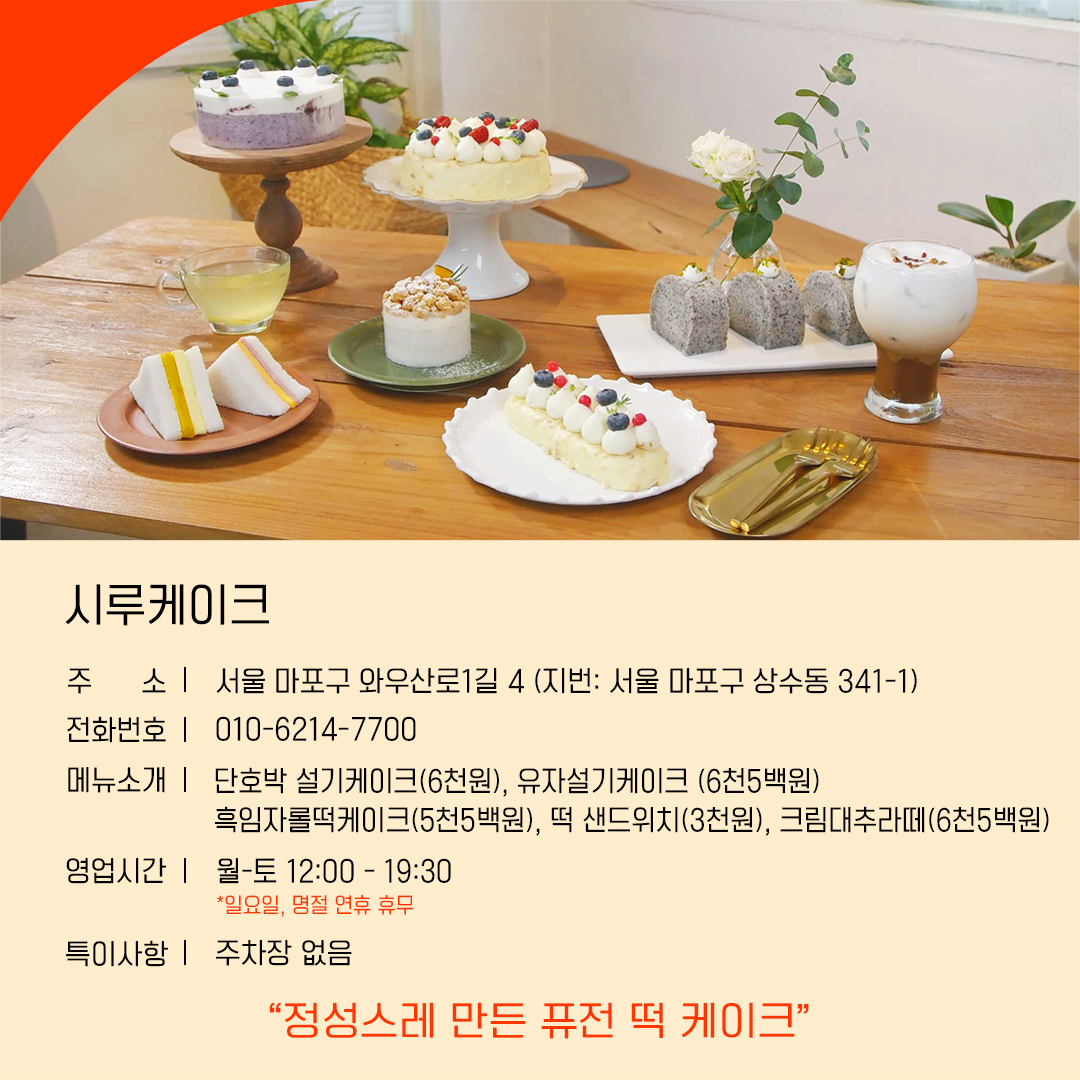 시루케이크
주 소 | 서울 마포구 와우산로1길 4 (지번: 서울 마포구 상수동 341-1)
전화번호 | 010-6214-7700
메뉴소개 | 단호박 설기케이크(6천원), 유자설기케이크 (6천5백원)
흑임자롤떡케이크(5천5백원), 떡 샌드위치(3천원), 크림대추라떼(6천5백원)
영업시간 | 월-토 12:00 - 19:30
*일요일, 명절 연휴 휴무
특이사항 | 주차장 없음
“정성스레 만든 퓨전 떡 케이크”